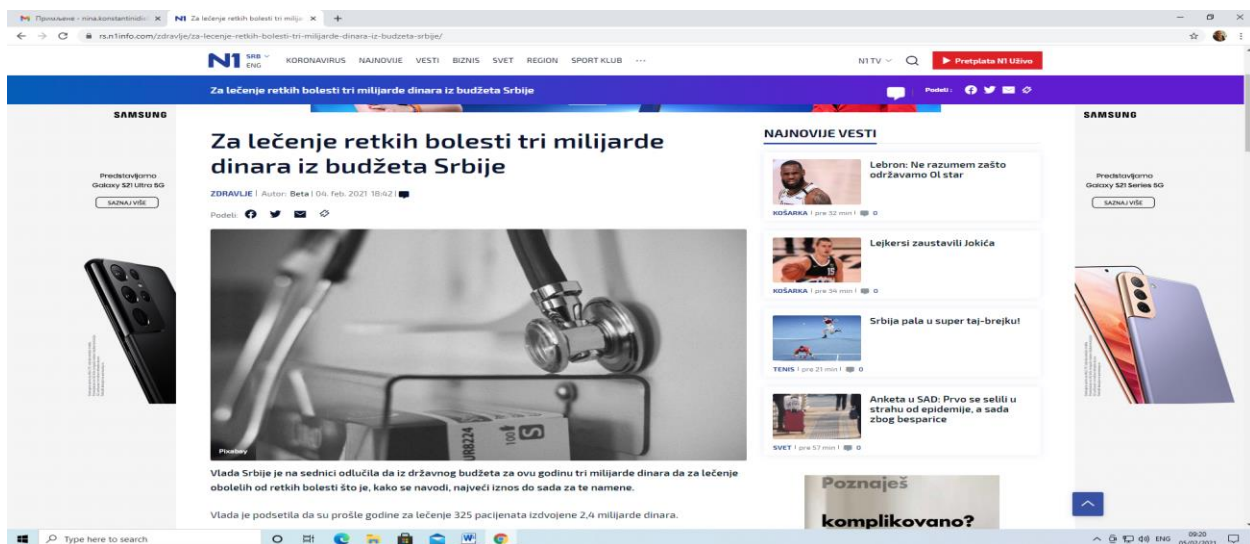 Примљене - nina.konstantinidi
N1 Za lečenje retkih bolesti tri milija
rs.n1info.com/zdravlje/za-lecenje-retkih-bolesti-tri-milijarde-dinara-iz-budzeta-srbije/
N1 SRB ENG KORONAVIRUS NAJNOVIJE VESTI BIZNIS SVET REGION SPORT KLUB ... N1 TV Pretplata N1 Uživo
Za lečenje retkih bolesti tri milijarde dinara iz budžeta Srbije Podeli:
SAMSUNG
Predstavljamo
Galaxy S21 Ultra 5G
SAZNAJ VIŠE
Za lečenje retkih bolesti tri milijarde
dinara iz budžeta Srbije
ZDRAVLJE | Autor: Beta | 04. feb. 2021 18:42 |
Podeli:
100
UR8224
Pixabay
Vlada Srbije je na sednici odlučila da iz državnog budžeta za ovu godinu tri milijarde dinara da za lečenje
obolelih od retkih bolesti što je, kako se navodi, najveći iznos do sada za te namene.
Vlada je podsetila da su prošle godine za lečenje 325 pacijenata izdvojene 2,4 milijarde dinara.
NAJNOVIJE VESTI
Lebron: Ne razumem zašto
održavamo Ol star
KOŠARKA | pre 32 min | 0
Lejkersi zaustavili Jokića
15
KOŠARKA | pre 34 min | 0
Srbija pala u super taj-brejku!
TENIS | pre 21 min | 0
Anketa u SAD: Prvo se selili u
strahu od epidemije, a sada
zbog besparice
SVET | pre 57 min | 0
Poznaješ
komplikovano?
SAMSUNG
Predstavljamo
Galaxy S21 Series 5G
SAZNAJ VIŠE
Type here to search
ENG
09:20
05/02/2021